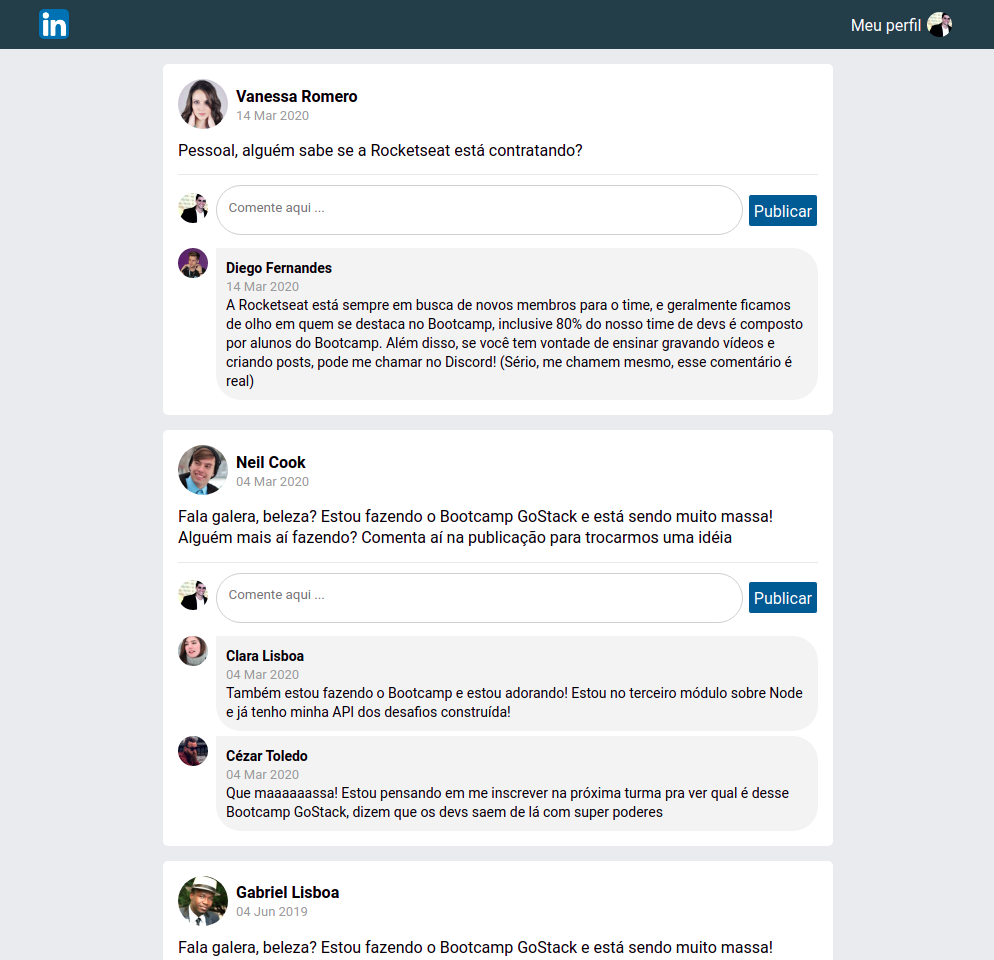 in
Meu perfil
Vanessa Romero
14 Mar 2020
Pessoal, alguém sabe se a Rocketseat está contratando?
Comente aqui ...
Publicar
Diego Fernandes
14 Mar 2020
A Rocketseat está sempre em busca de novos membros para o time, e geralmente ficamos
de olho em quem se destaca no Bootcamp, inclusive 80% do nosso time de devs é composto
por alunos do Bootcamp. Além disso, se você tem vontade de ensinar gravando vídeos e
criando posts, pode me chamar no Discord! (Sério, me chamem mesmo, esse comentário é
real)
Neil Cook
04 Mar 2020
Fala galera, beleza? Estou fazendo o Bootcamp GoStack e está sendo muito massa!
Alguém mais aí fazendo? Comenta aí na publicação para trocarmos uma idéia
Comente aqui ...
Publicar
Clara Lisboa
04 Mar 2020
Também estou fazendo o Bootcamp e estou adorando! Estou no terceiro módulo sobre Node
e já tenho minha API dos desafios construída!
Cézar Toledo
04 Mar 2020
Que maaaaaassa! Estou pensando em me inscrever na próxima turma pra ver qual é desse
Bootcamp GoStack, dizem que os devs saem de lá com super poderes
Gabriel Lisboa
04 Jun 2019
Fala galera, beleza? Estou fazendo o Bootcamp GoStack e está sendo muito massa!